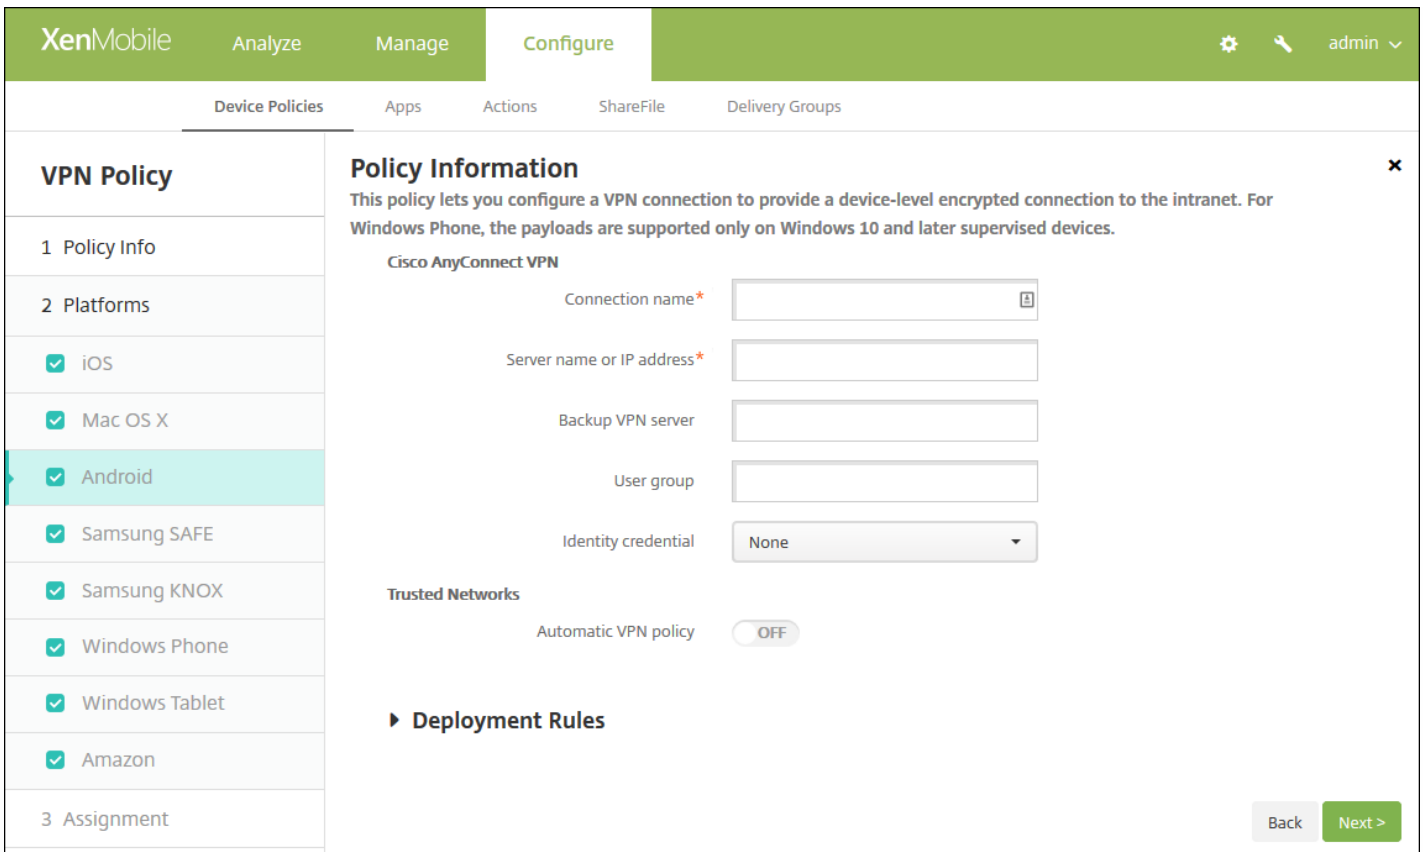 XenMobile
Analyze
Manage
Configure
admin
Device Policies
Apps
Actions
ShareFile
Delivery Groups
VPN Policy
1 Policy Info
2 Platforms
iOS
Mac OS X
Android
Samsung SAFE
Samsung KNOX
Windows Phone
Windows Tablet
Amazon
3 Assignment
Policy Information
This policy lets you configure a VPN connection to provide a device-level encrypted connection to the intranet. For
Windows Phone, the payloads are supported only on Windows 10 and later supervised devices.
Cisco AnyConnect VPN
Connection name*
Server name or IP address*
Backup VPN server
User group
Identity credential
None
Trusted Networks
Automatic VPN policy
OFF
Deployment Rules
Back
Next >